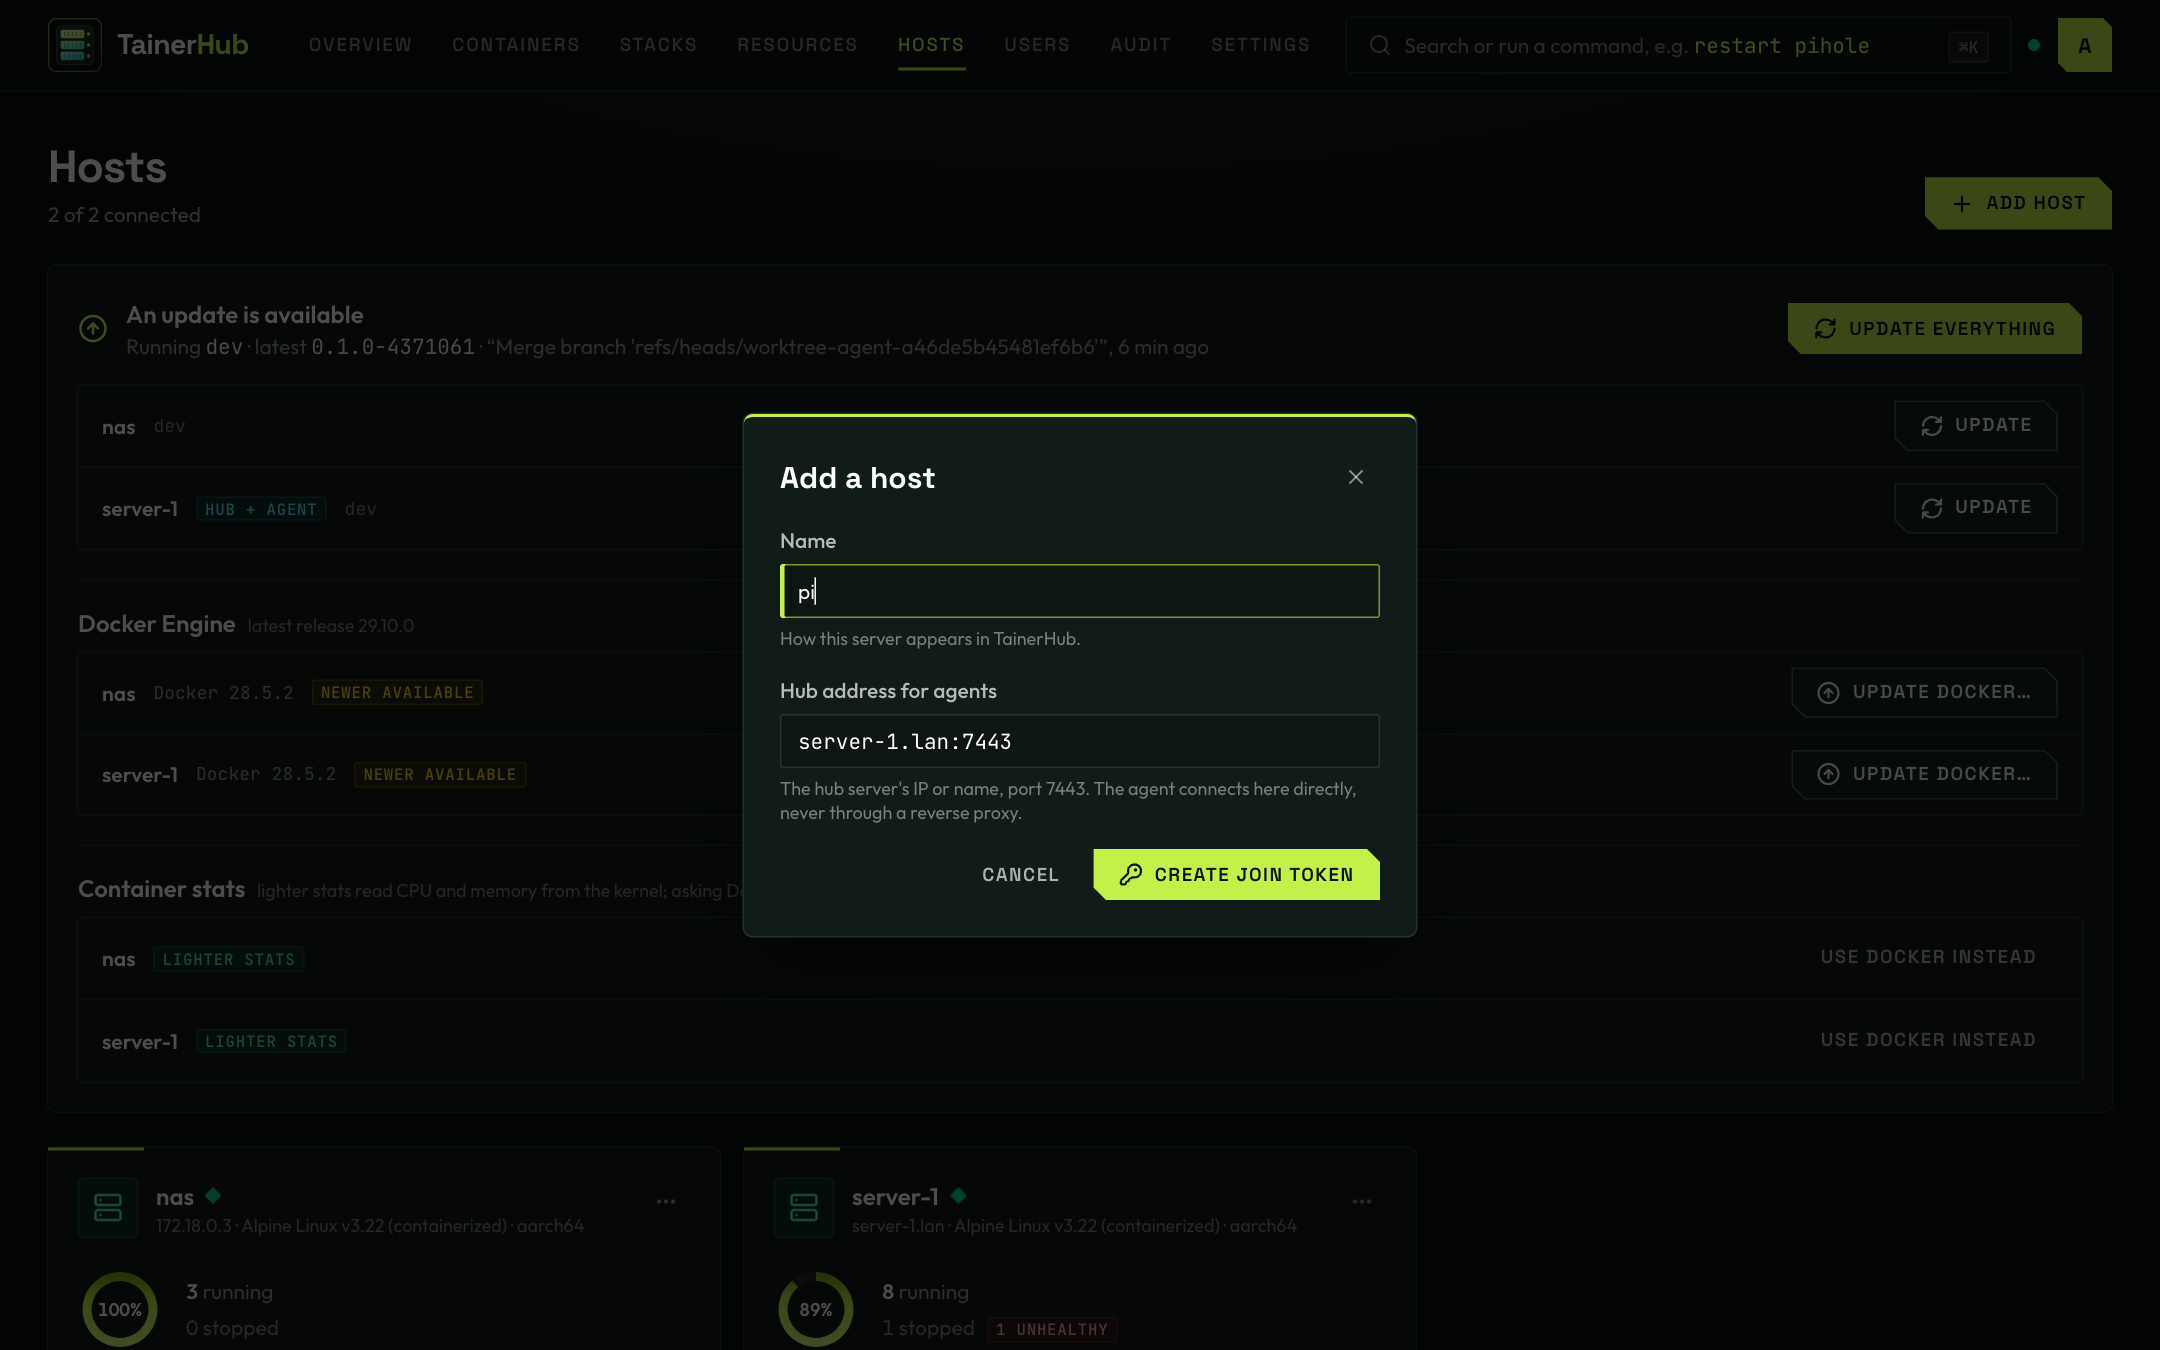 TainerHub OVERVIEW CONTAINERS STACKS RESOURCES HOSTS USERS AUDIT SETTINGS Search or run a command, e.g. restart pihole ⌘K A
Hosts
2 of 2 connected
ADD HOST
An update is available
Running dev · latest 0.1.0-4371061 · “Merge branch 'refs/heads/worktree-agent-a46de5b45481ef6b6'”, 6 min ago
UPDATE EVERYTHING
nas dev UPDATE
server-1 HUB + AGENT dev UPDATE
Docker Engine latest release 29.10.0
nas Docker 28.5.2 NEWER AVAILABLE UPDATE DOCKER…
server-1 Docker 28.5.2 NEWER AVAILABLE UPDATE DOCKER…
Container stats lighter stats read CPU and memory from the kernel; asking Do
nas LIGHTER STATS USE DOCKER INSTEAD
server-1 LIGHTER STATS USE DOCKER INSTEAD
Add a host
Name
pi
How this server appears in TainerHub.
Hub address for agents
server-1.lan:7443
The hub server's IP or name, port 7443. The agent connects here directly,
never through a reverse proxy.
CANCEL CREATE JOIN TOKEN
nas
172.18.0.3 · Alpine Linux v3.22 (containerized) · aarch64
100%
3 running
0 stopped
server-1
server-1.lan · Alpine Linux v3.22 (containerized) · aarch64
89%
8 running
1 stopped 1 UNHEALTHY